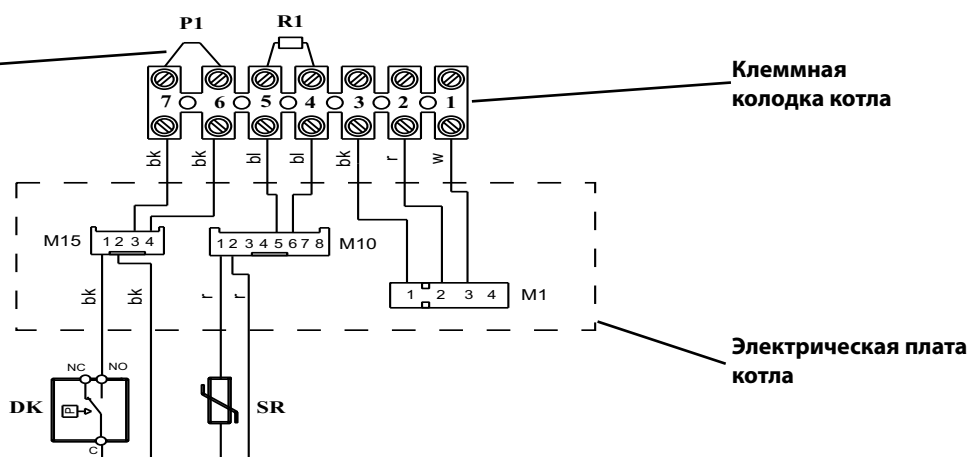 P1 R1
7 6 5 4 3 2 1
Клеммная
колодка котла
bk bk bl bl bk r w
M15 1 2 3 4
1 2 3 4 5 6 7 8 M10
1 2 3 4 M1
bk bk r r
Электрическая плата
котла
NC NO
DK P SR
C